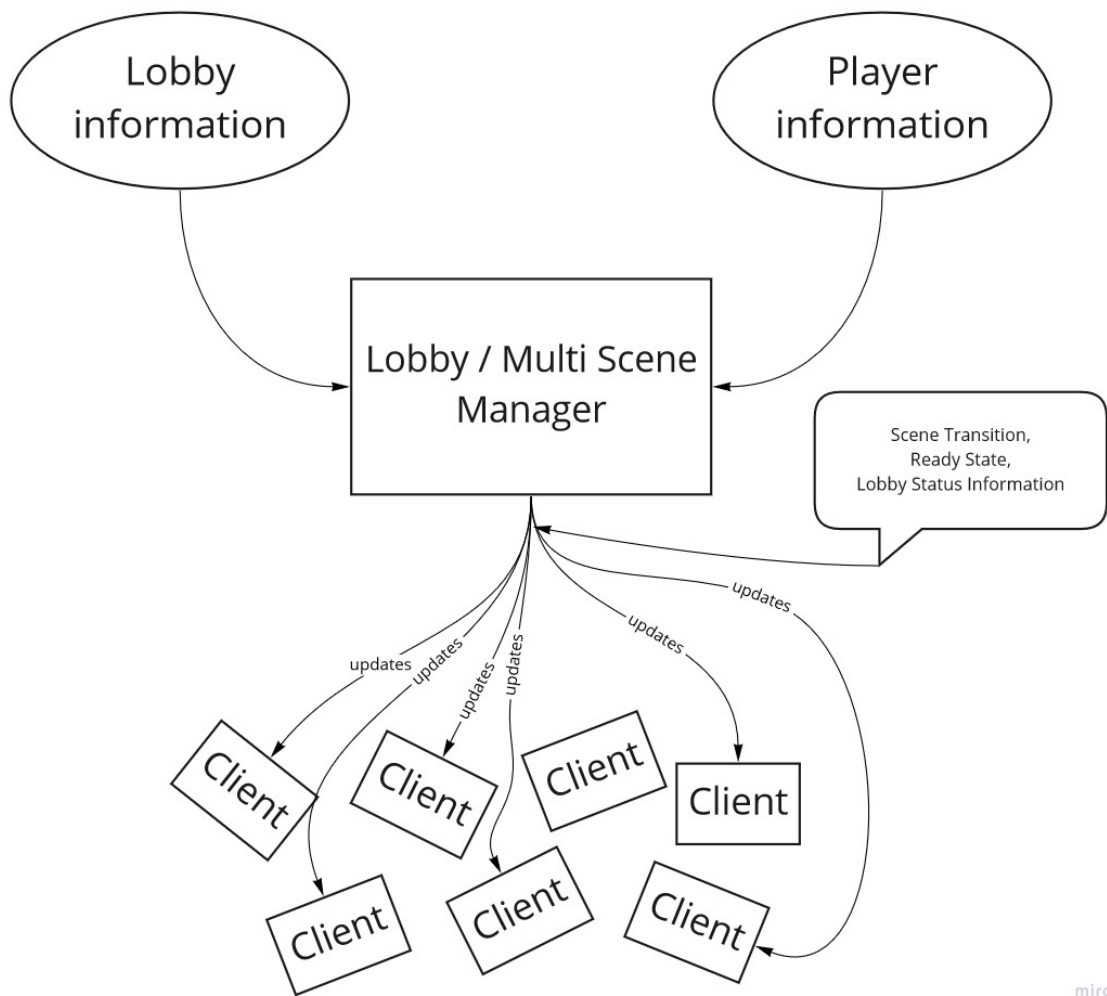 Lobby
information
Player
information
Lobby / Multi Scene
Manager
Scene Transition,
Ready State,
Lobby Status Information
updates
updates
updates
updates
updates
updates
Client
Client
Client
Client
Client
Client
Client
miro